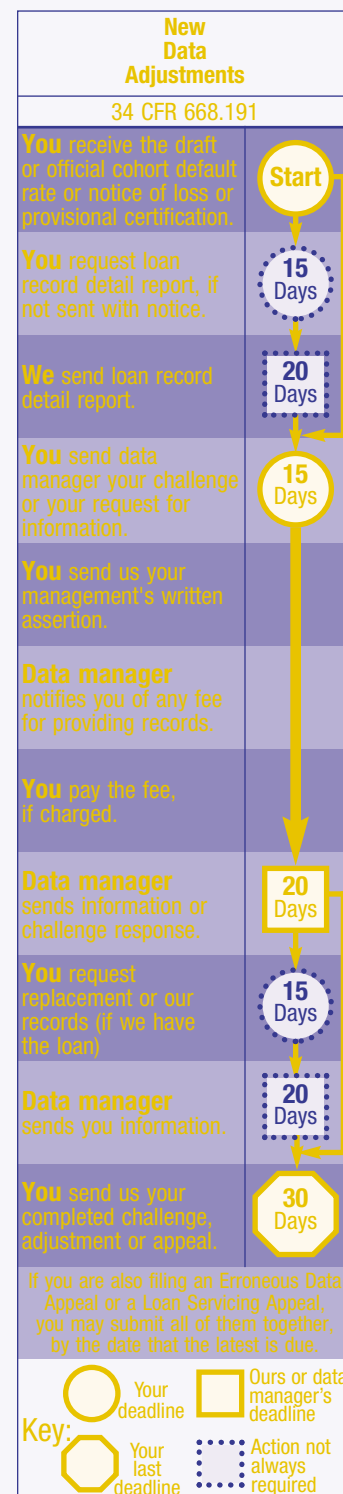 New
Data
Adjustments
34 CFR 668.191
You receive the draft
or official cohort default
rate or notice of loss or
provisional certification.
Start
You request loan
record detail report, if
not sent with notice.
15
Days
We send loan record
detail report.
20
Days
You send data
manager your challenge
or your request for
information.
15
Days
You send us your
management's written
assertion.
Data manager
notifies you of any fee
for providing records.
You pay the fee,
if charged.
Data manager
sends information or
challenge response.
20
Days
You request
replacement or our
records (if we have
the loan)
15
Days
Data manager
sends you information.
20
Days
You send us your
completed challenge,
adjustment or appeal.
30
Days
If you are also filing an Erroneous Data
Appeal or a Loan Servicing Appeal,
you may submit all of them together,
by the date that the latest is due.
Key:
Your
deadline
Ours or data
manager's
deadline
Your
last
deadline
Action not
always
required